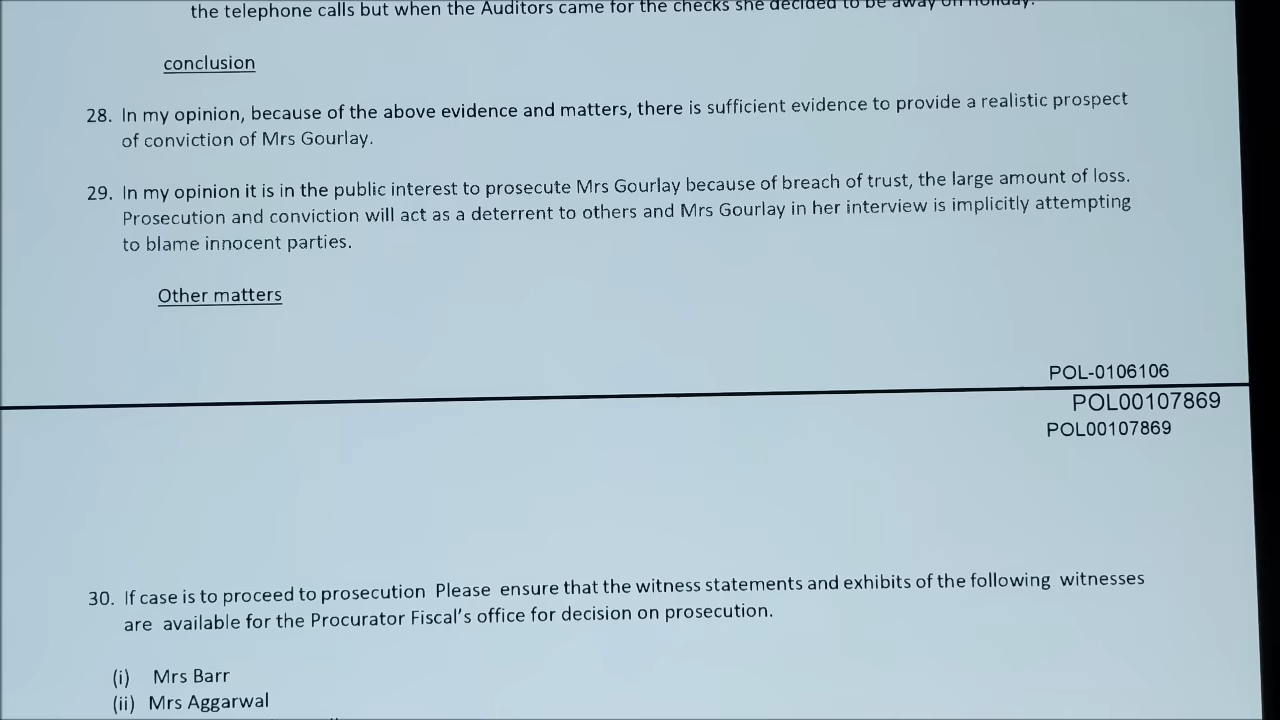 the telephone calls but when the Auditors came for the checks she decided to be away on holiday.
conclusion
28. In my opinion, because of the above evidence and matters, there is sufficient evidence to provide a realistic prospect
of conviction of Mrs Gourlay.
29. In my opinion it is in the public interest to prosecute Mrs Gourlay because of breach of trust, the large amount of loss.
Prosecution and conviction will act as a deterrent to others and Mrs Gourlay in her interview is implicitly attempting
to blame innocent parties.
Other matters
POL-0106106
POL00107869
POL00107869
30. If case is to proceed to prosecution Please ensure that the witness statements and exhibits of the following witnesses
are available for the Procurator Fiscal's office for decision on prosecution.
(i) Mrs Barr
(ii) Mrs Aggarwal